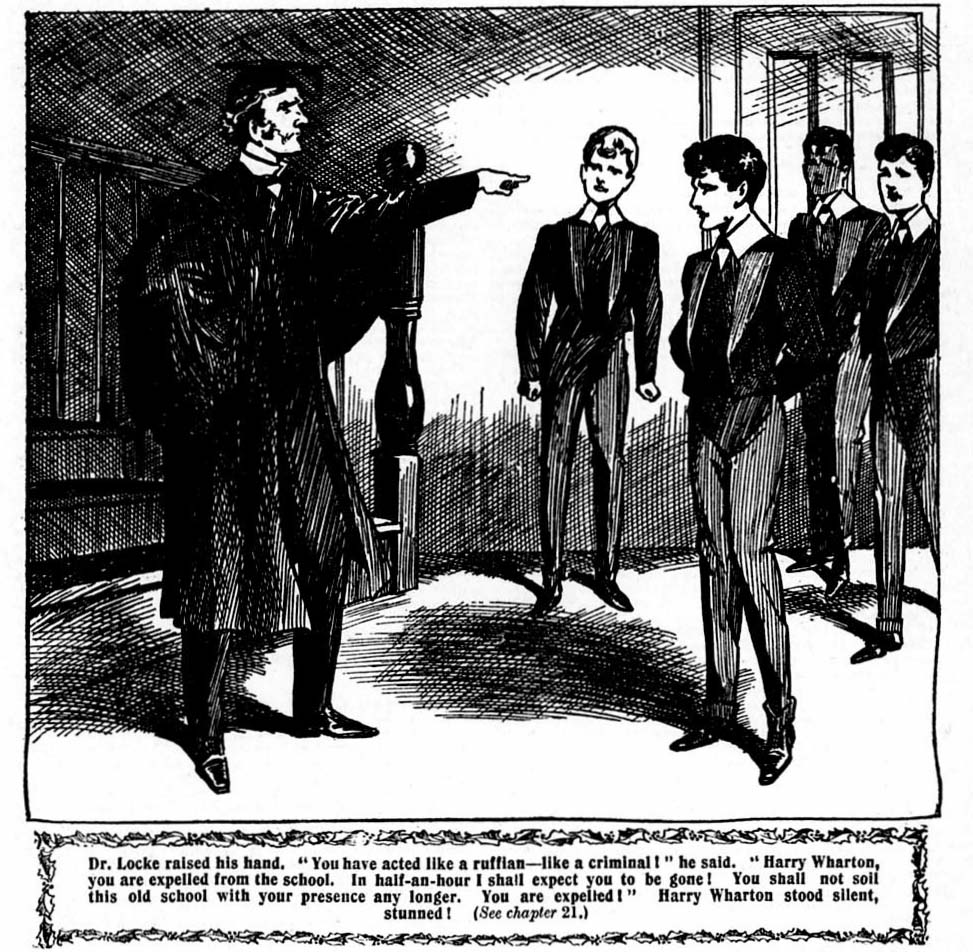 Dr. Locke raised his hand. “You have acted like a ruffian—like a criminal!” he said. “Harry Wharton,
you are expelled from the school. In half-an-hour I shall expect you to be gone! You shall not soil
this old school with your presence any longer. You are expelled!” Harry Wharton stood silent,
stunned! (See chapter 21.)